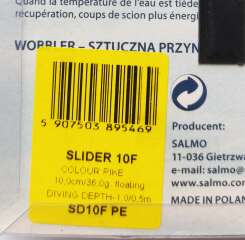 Quand la température de l'eau est tiède
récupération, coups de scion plus énergi
WOBBLER – SZTUCZNA PRZYN
5 907503 895469
SLIDER 10F
COLOUR PIKE
10,0cm/36,0g, floating
DIVING DEPTH-1,0/0,5m
SD10F PE
Producent:
SALMO
11-036 Gietrzwa
e-mail: salmo@
www.salmo.co
MADE IN POLAN